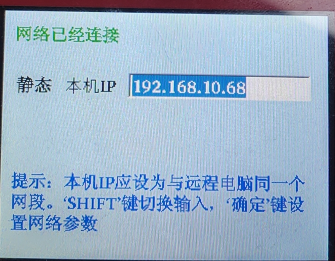 网络已经连接
静态 本机IP 192.168.10.68
提示：本机IP应设为与远程电脑同一个
网段。‘SHIFT’键切换输入，‘确定’键设
置网络参数